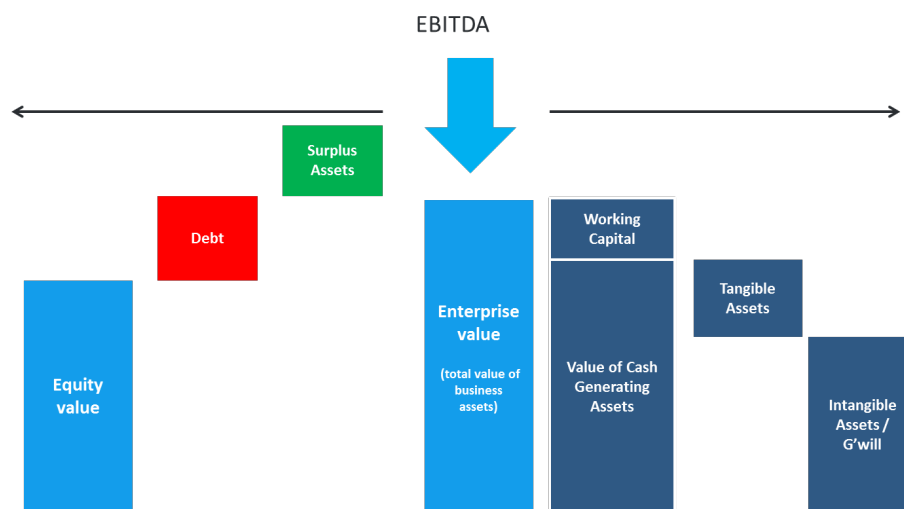 EBITDA
Surplus
Assets
Debt
Equity
value
Enterprise
value
(total value of
business
assets)
Working
Capital
Value of Cash
Generating
Assets
Tangible
Assets
Intangible
Assets /
G'will